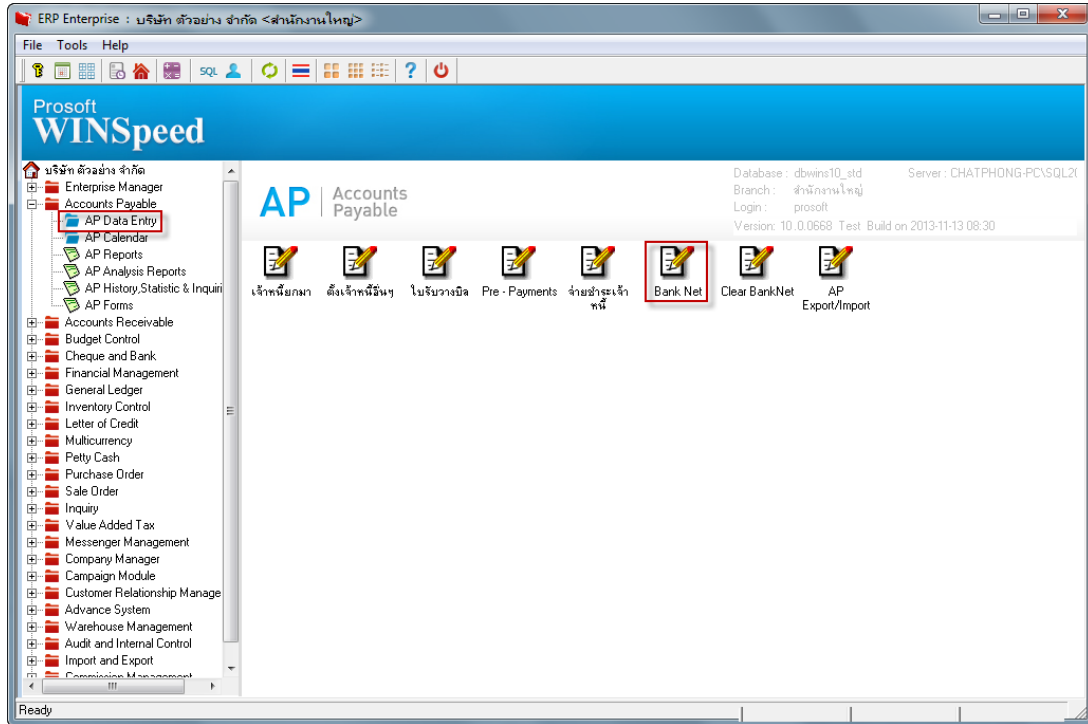 ERP Enterprise : บริษัท ตัวอย่าง จำกัด <สำนักงานใหญ่>
File Tools Help
SQL
?
Prosoft
WINSpeed
บริษัท ตัวอย่าง จำกัด
Enterprise Manager
Accounts Payable
AP Data Entry
AP Calendar
AP Reports
AP Analysis Reports
AP History,Statistic & Inquiri
AP Forms
Accounts Receivable
Budget Control
Cheque and Bank
Financial Management
General Ledger
Inventory Control
Letter of Credit
Multicurrency
Petty Cash
Purchase Order
Sale Order
Inquiry
Value Added Tax
Messenger Management
Company Manager
Campaign Module
Customer Relationship Manage
Advance System
Warehouse Management
Audit and Internal Control
Import and Export
Commission Management
AP Accounts Payable
Database : dbwins10_std Server : CHATPHONG-PC\SQL20
Branch : สำนักงานใหญ่
Login : prosoft
Version: 10.0.0668 Test Build on 2013-11-13 08:30
เจ้าหนี้ยกมา
ตั้งเจ้าหนี้อื่นๆ
ใบรับวางบิล
Pre - Payments
จ่ายชำระเจ้า
หนี้
Bank Net
Clear BankNet
AP
Export/Import
Ready